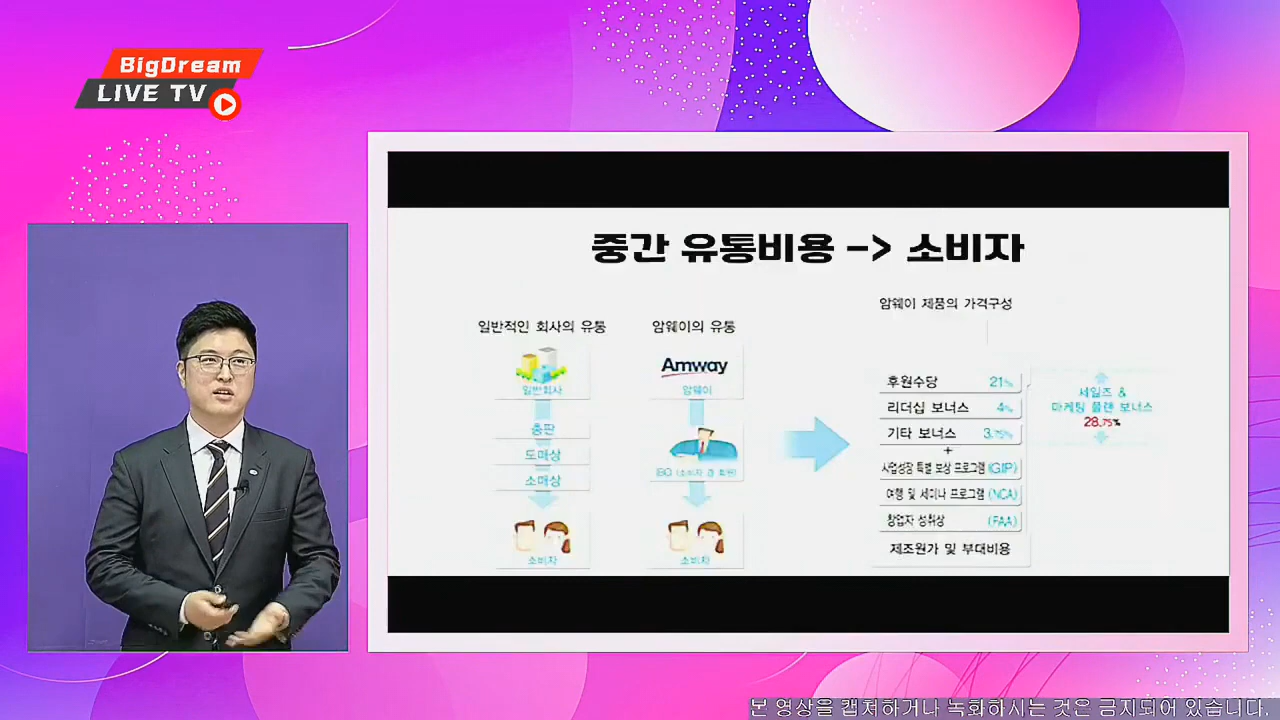 BigDream
LIVE TV
중간 유통비용 -> 소비자
일반적인 회사의 유통
일반회사
총판
도매상
소매상
소비자
암웨이의 유통
Amway
암웨이
IBO (소비자 겸 회원)
소비자
암웨이 제품의 가격구성
후원수당 21%
리더십 보너스 4%
기타 보너스 3.75%
+
사업성장 특별 보상 프로그램 (GIP)
여행 및 세미나 프로그램 (NCA)
창업자 성취상 (FAA)
제조원가 및 부대비용
세일즈 &
마케팅 플랜 보너스
28.75%
본 영상을 캡쳐하거나 녹화하시는 것은 금지되어 있습니다.